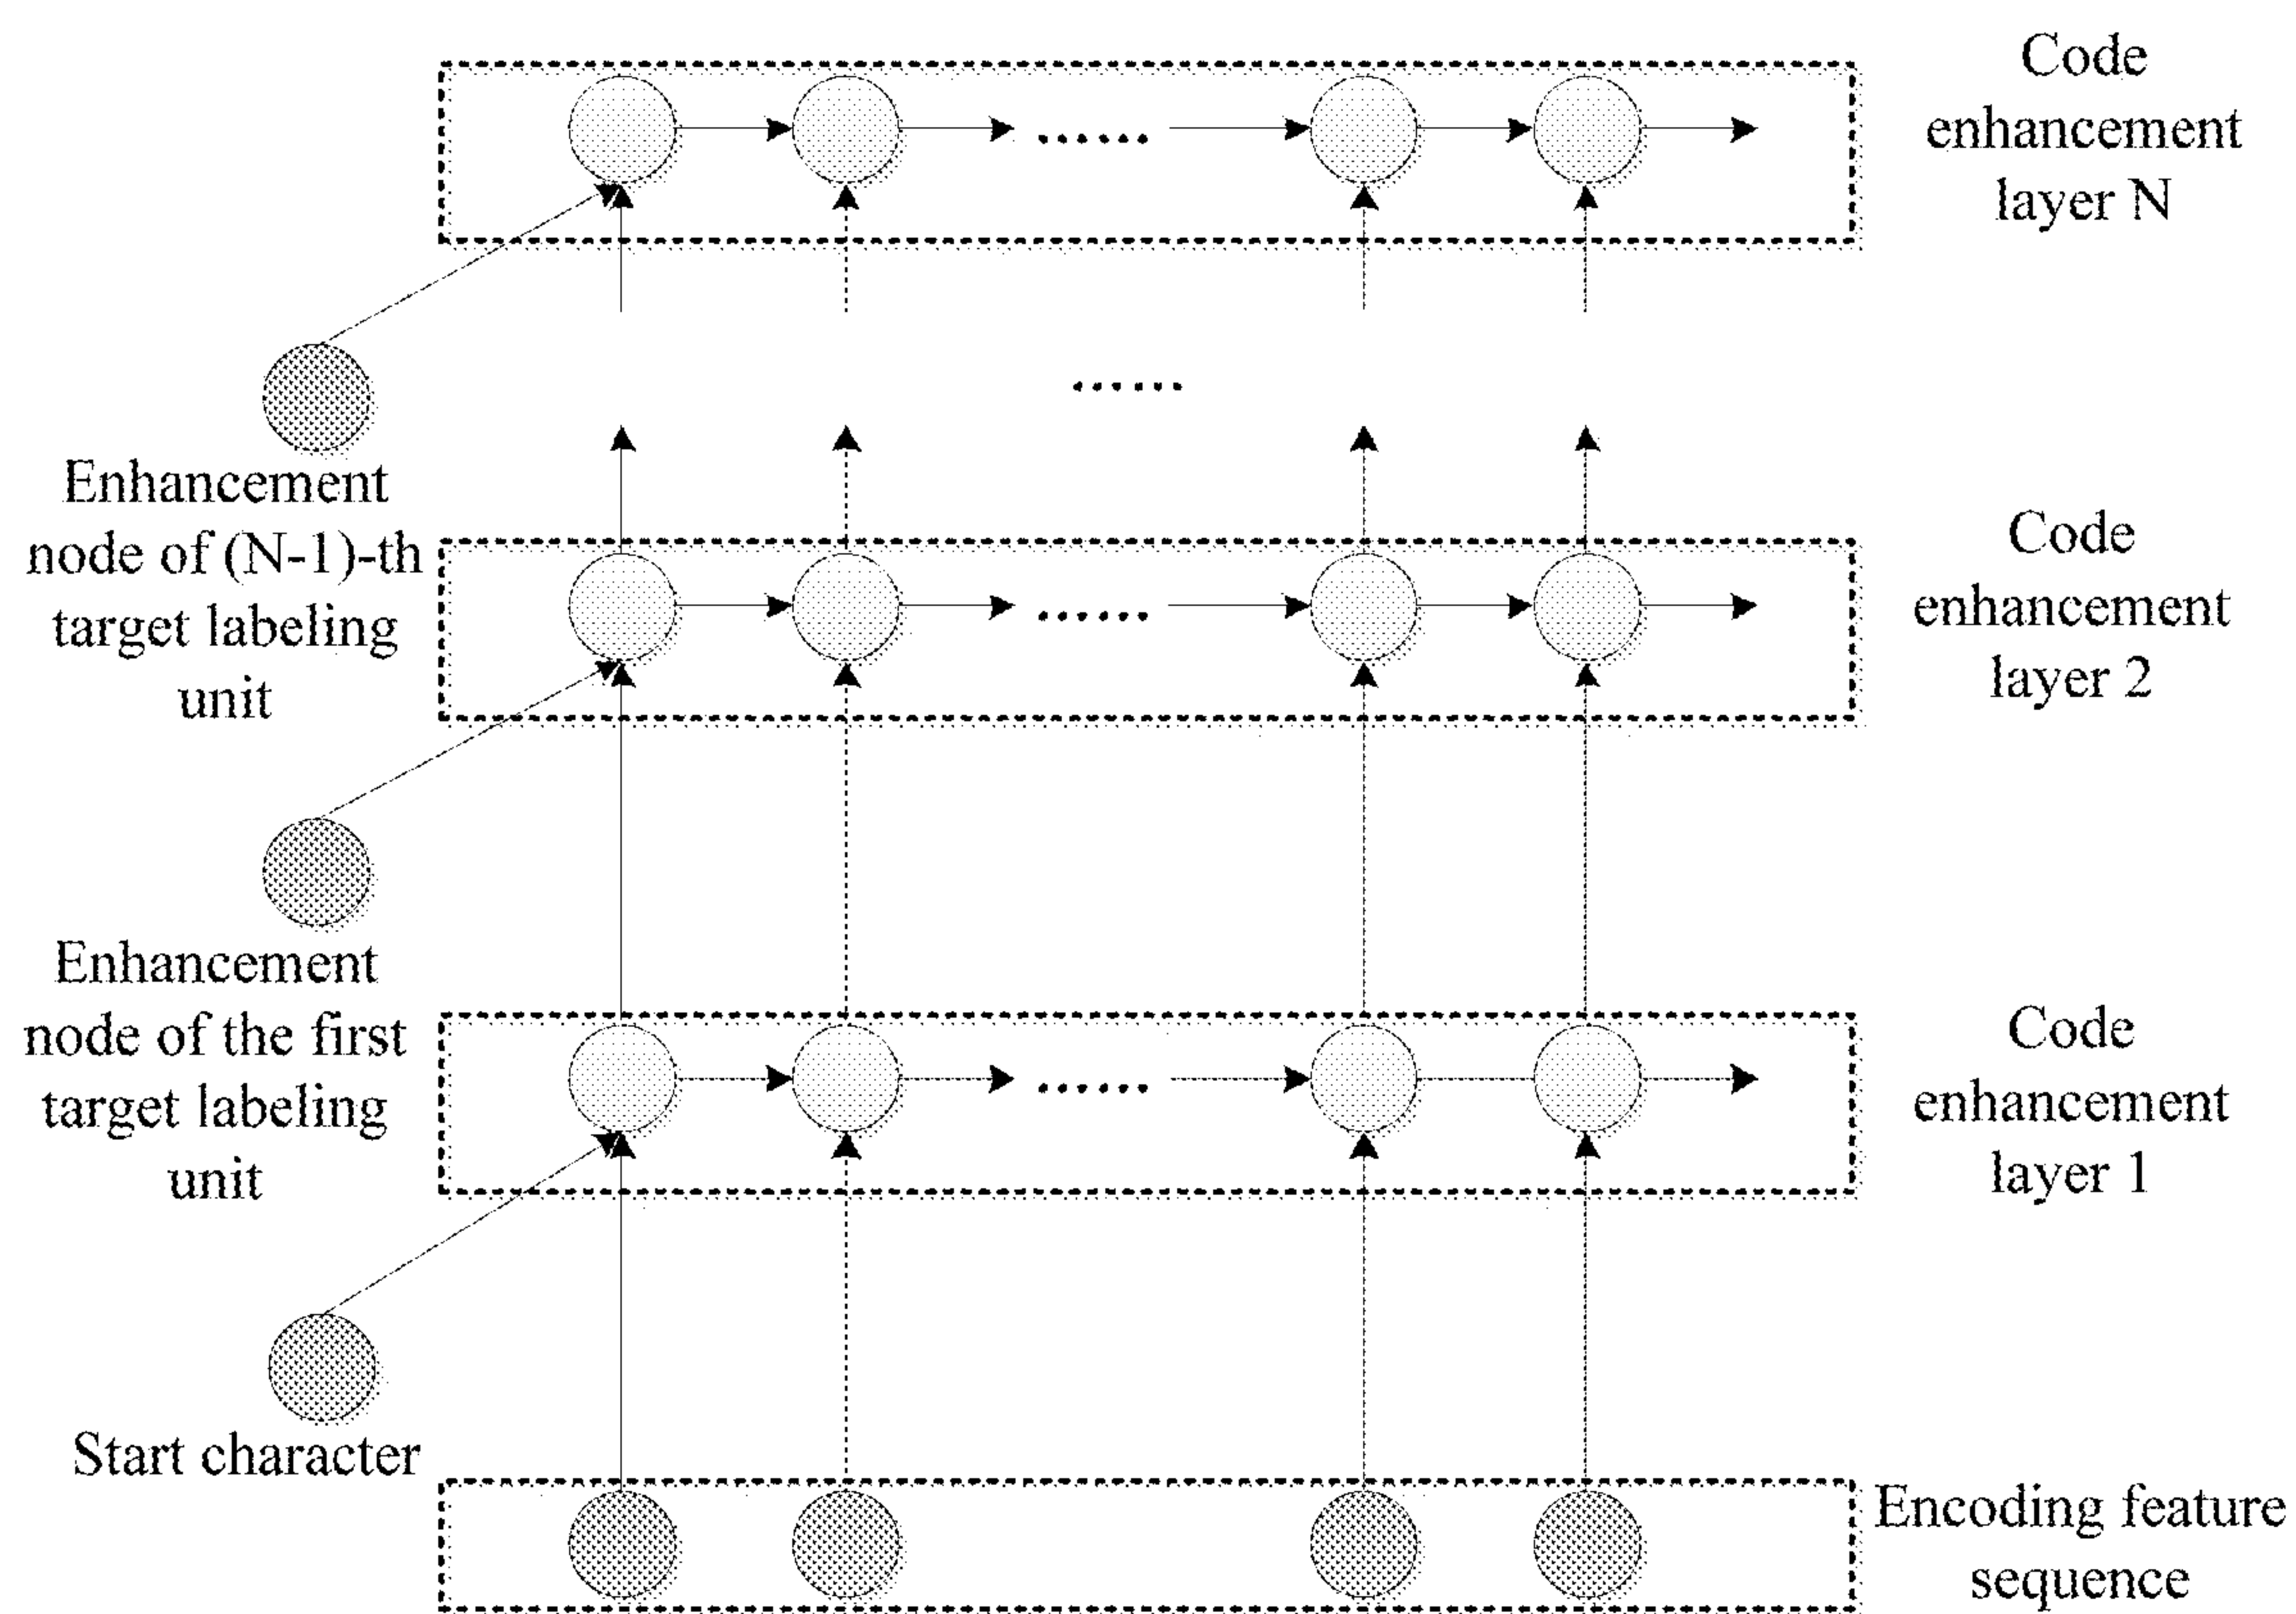 Code
enhancement
layer N
Enhancement
node of (N-1)-th
target labeling
unit
Code
enhancement
layer 2
Enhancement
node of the first
target labeling
unit
Code
enhancement
layer 1
Start character
Encoding feature
sequence